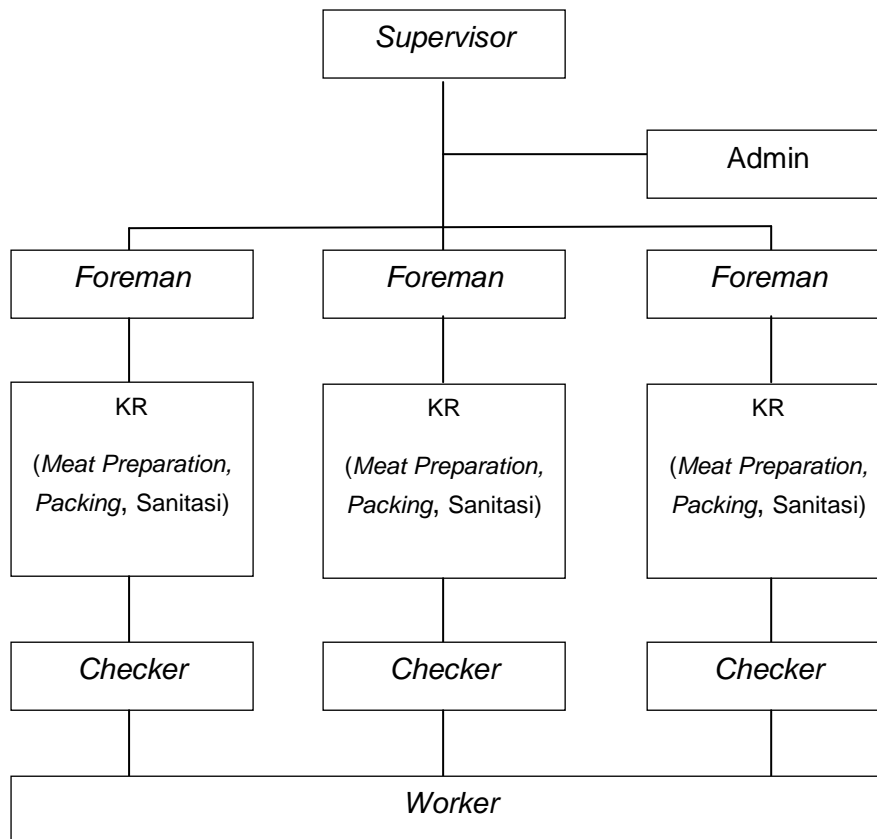 Supervisor
Admin
Foreman
Foreman
Foreman
KR
(Meat Preparation,
Packing, Sanitasi)
KR
(Meat Preparation,
Packing, Sanitasi)
KR
(Meat Preparation,
Packing, Sanitasi)
Checker
Checker
Checker
Worker